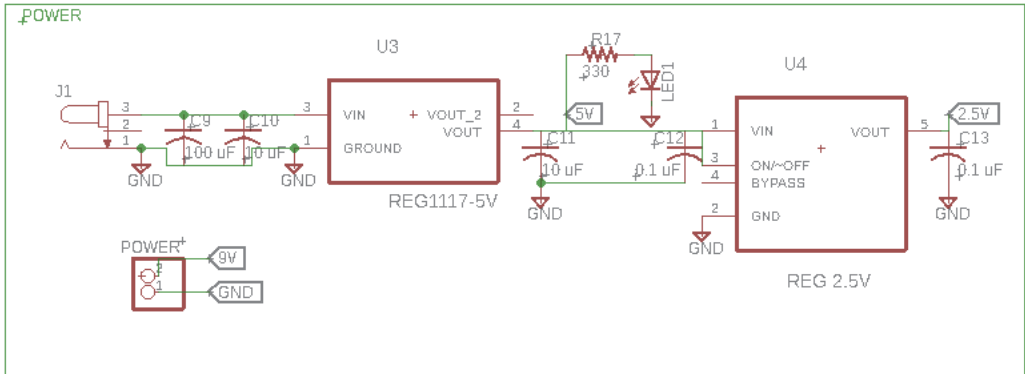 POWER
U3
R17
330
LED1
U4
J1
3
2
1
C9
100 uF
C10
10 uF
GND
GND
3
1
VIN
GROUND
VOUT_2
VOUT
2
4
REG1117-5V
5V
C11
10 uF
GND
C12
0.1 uF
1
3
4
2
VIN
ON/~OFF
BYPASS
GND
VOUT
5
GND
REG 2.5V
2.5V
C13
0.1 uF
GND
POWER
2
1
9V
GND